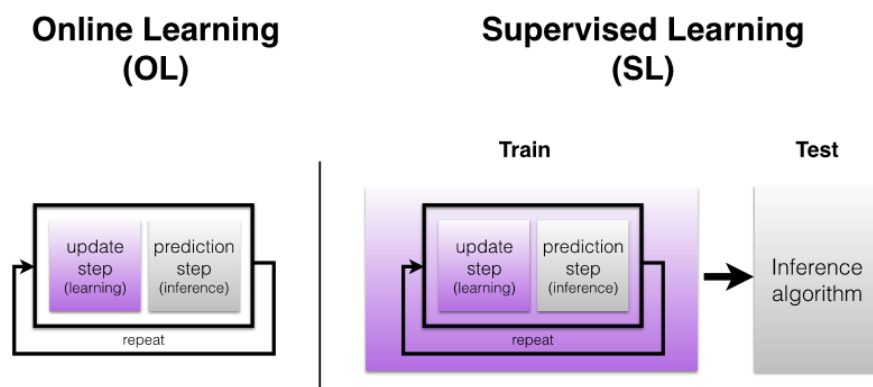 Online Learning
(OL)
Supervised Learning
(SL)
Train
Test
update
step
(learning)
prediction
step
(inference)
repeat
update
step
(learning)
prediction
step
(inference)
repeat
Inference
algorithm